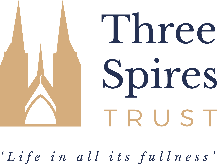 Three
Spires
TRUST
'Life in all its fullness'